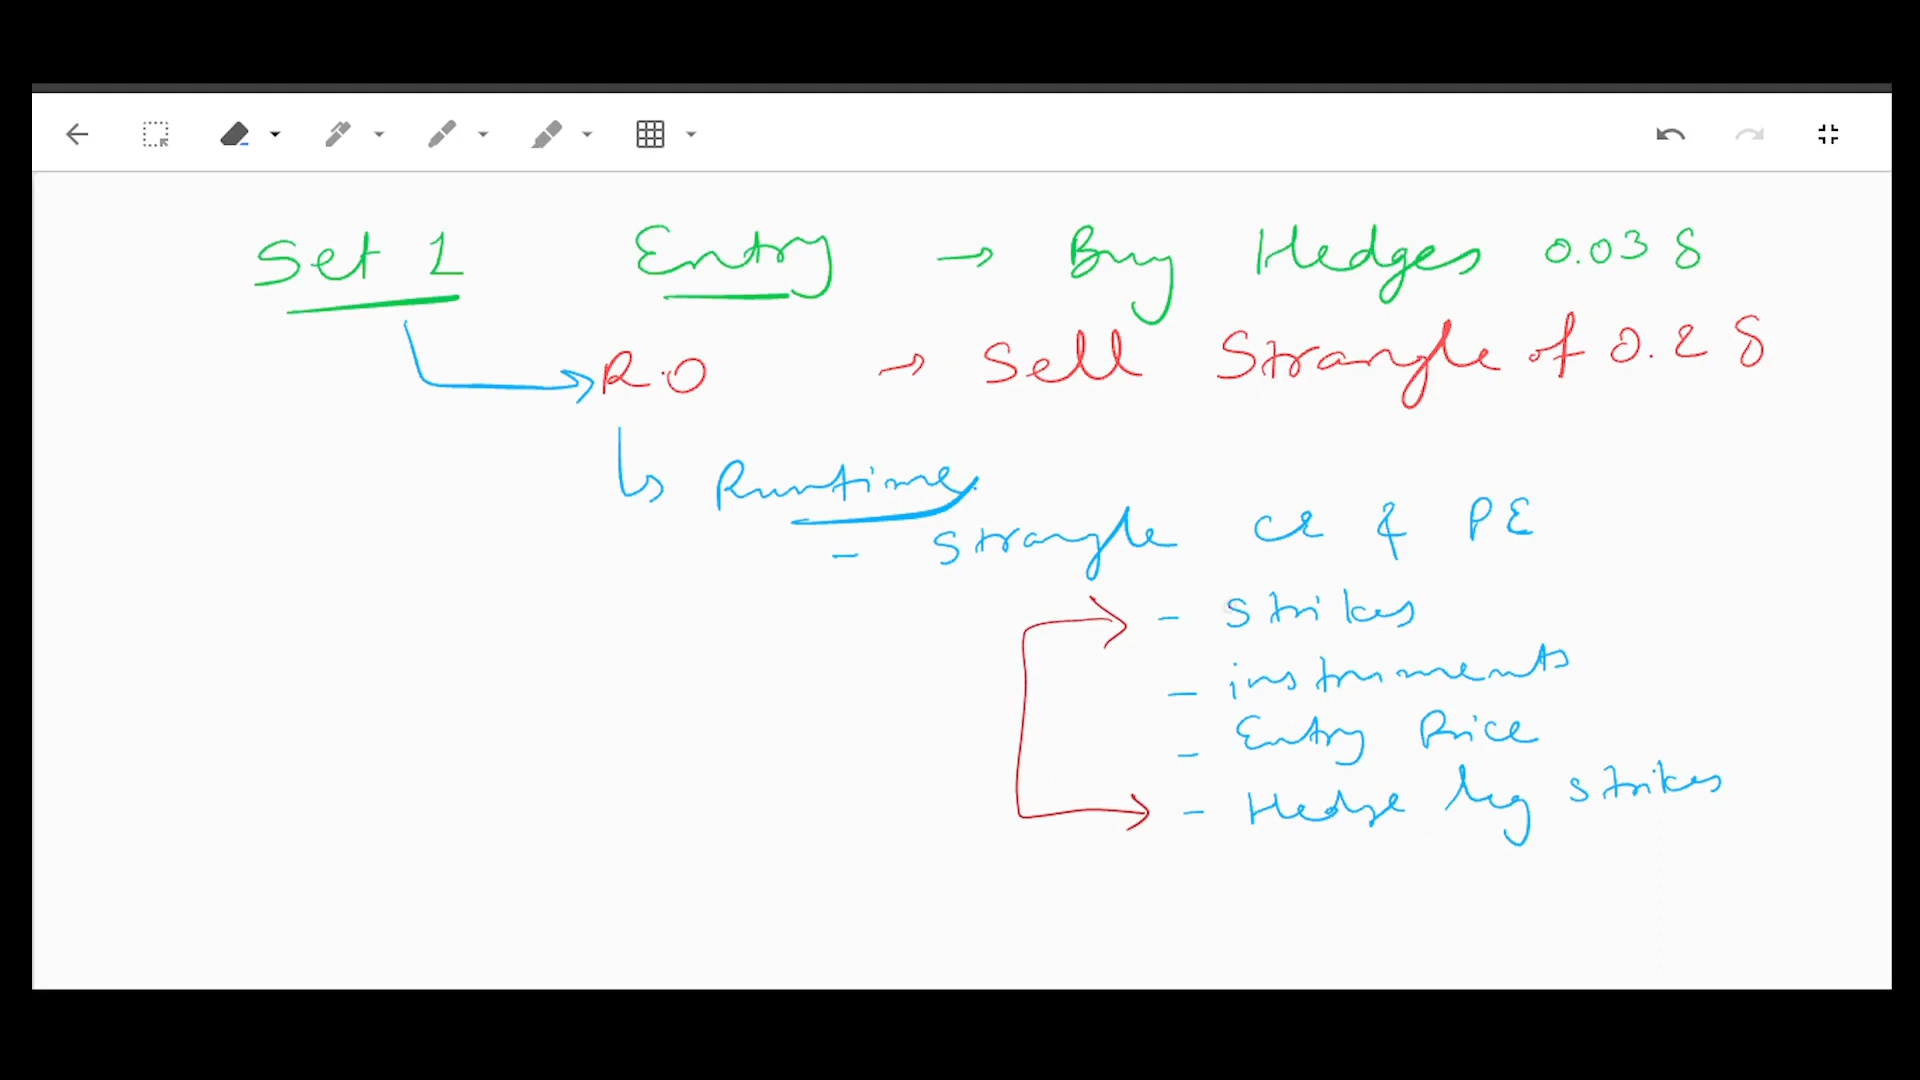 Set 1 Entry → Buy Hedges 0.03 δ
R.O → Sell Strangle of 0.2 δ
↳ Runtime
- Strangle CE & PE
- Strikes
- instruments
- Entry Price
- Hedge leg strikes